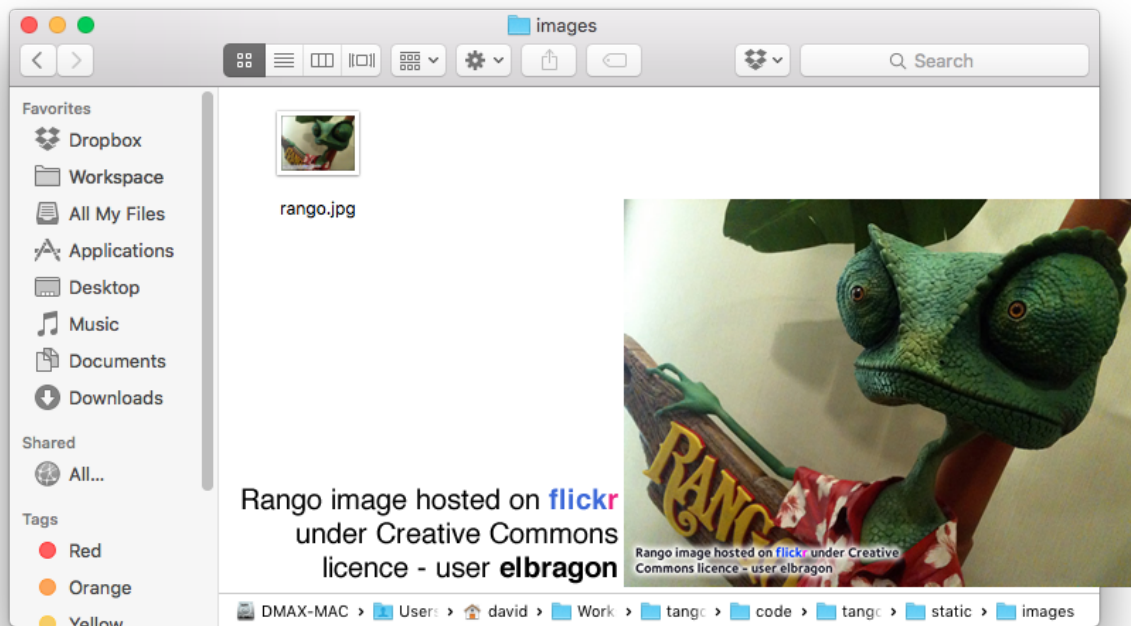 images
Search
Favorites
Dropbox
Workspace
All My Files
Applications
Desktop
Music
Documents
Downloads
Shared
All...
Tags
Red
Orange
Yellow
rango.jpg
RANGO
Rango image hosted on flickr
under Creative Commons
licence - user elbragon
Rango image hosted on flickr under Creative
Commons licence - user elbragon
DMAX-MAC › Users › david › Work › tango › code › tango › static › images